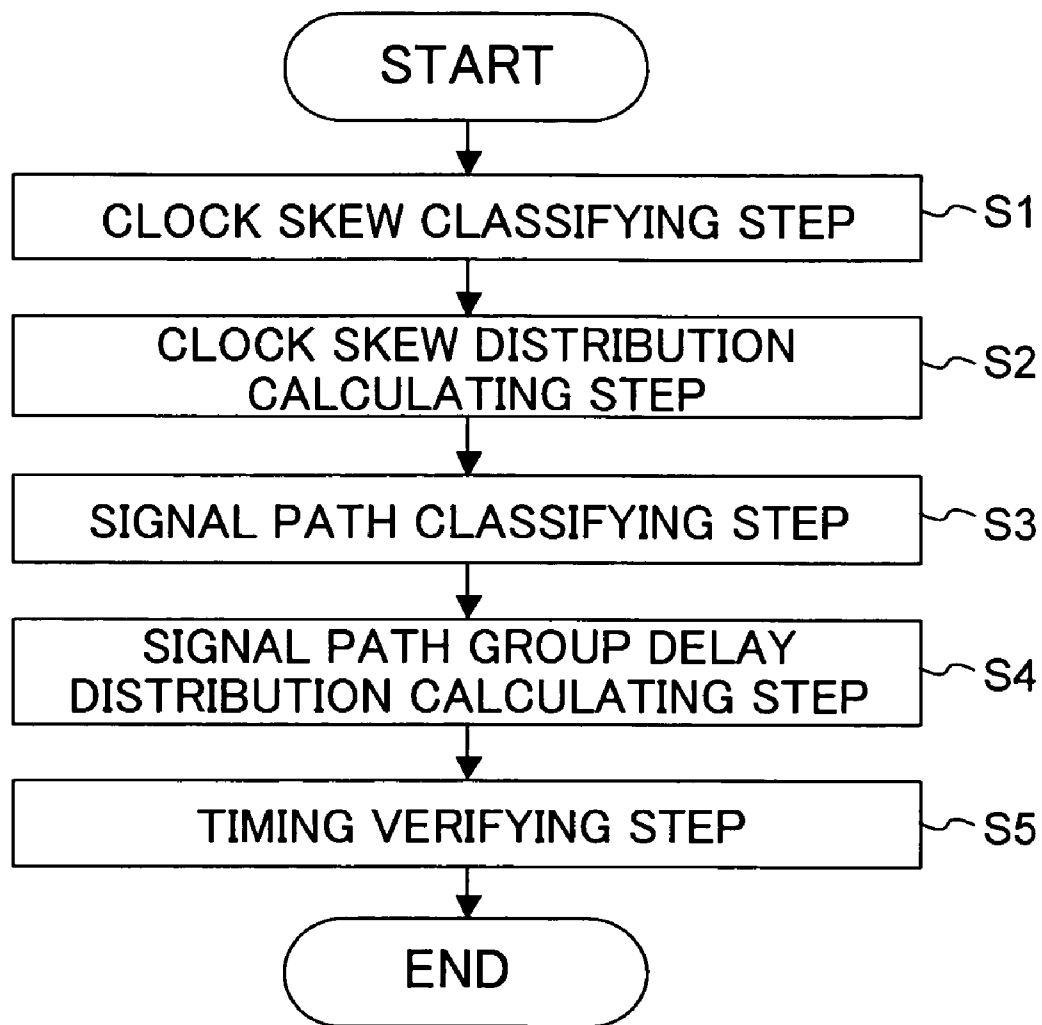 START
CLOCK SKEW CLASSIFYING STEP
S1
CLOCK SKEW DISTRIBUTION
CALCULATING STEP
S2
SIGNAL PATH CLASSIFYING STEP
S3
SIGNAL PATH GROUP DELAY
DISTRIBUTION CALCULATING STEP
S4
TIMING VERIFYING STEP
S5
END